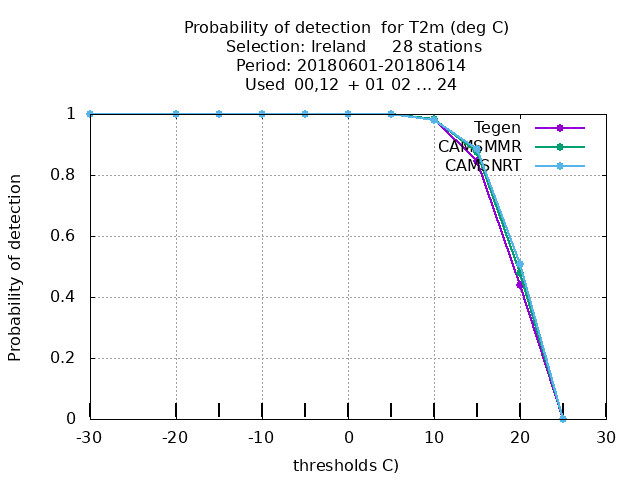 Probability of detection  for T2m (deg C)
Selection: Ireland     28 stations
Period: 20180601-20180614
Used  00,12  + 01 02 ... 24
Probability of detection
1
0.8
0.6
0.4
0.2
0
Tegen
CAMSMMR
CAMSNRT
-30
-20
-10
0
10
20
30
thresholds C)